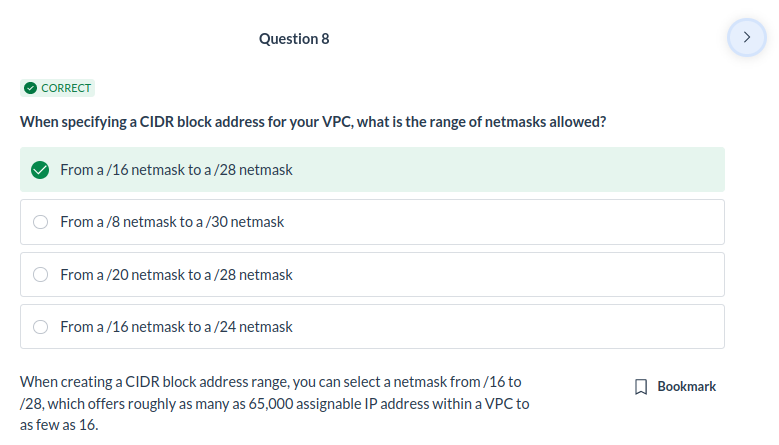 Question 8
CORRECT
When specifying a CIDR block address for your VPC, what is the range of netmasks allowed?
From a /16 netmask to a /28 netmask
From a /8 netmask to a /30 netmask
From a /20 netmask to a /28 netmask
From a /16 netmask to a /24 netmask
When creating a CIDR block address range, you can select a netmask from /16 to
Bookmark
/28, which offers roughly as many as 65,000 assignable IP address within a VPC to
as few as 16.